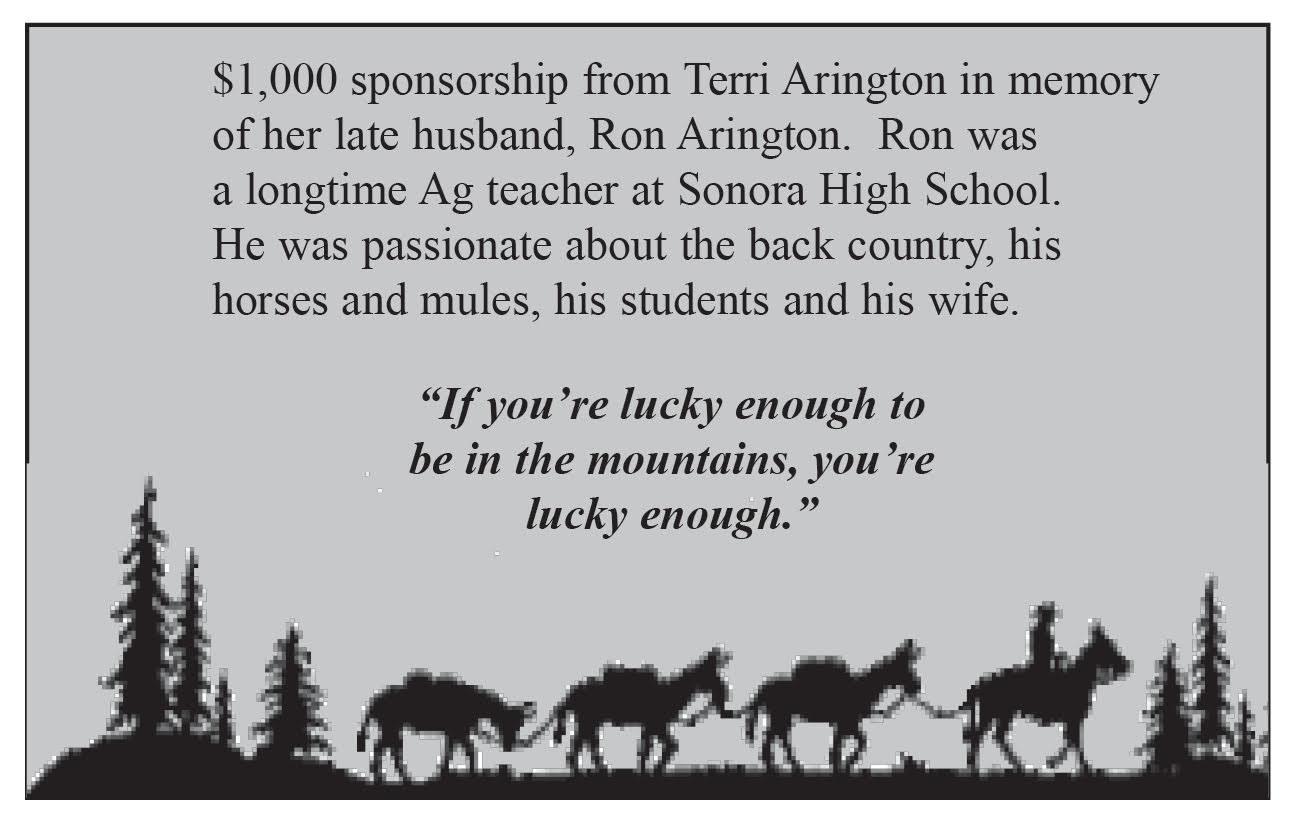 $1,000 sponsorship from Terri Arington in memory
of her late husband, Ron Arington.  Ron was
a longtime Ag teacher at Sonora High School.
He was passionate about the back country, his
horses and mules, his students and his wife.
“If you’re lucky enough to
be in the mountains, you’re
lucky enough.”